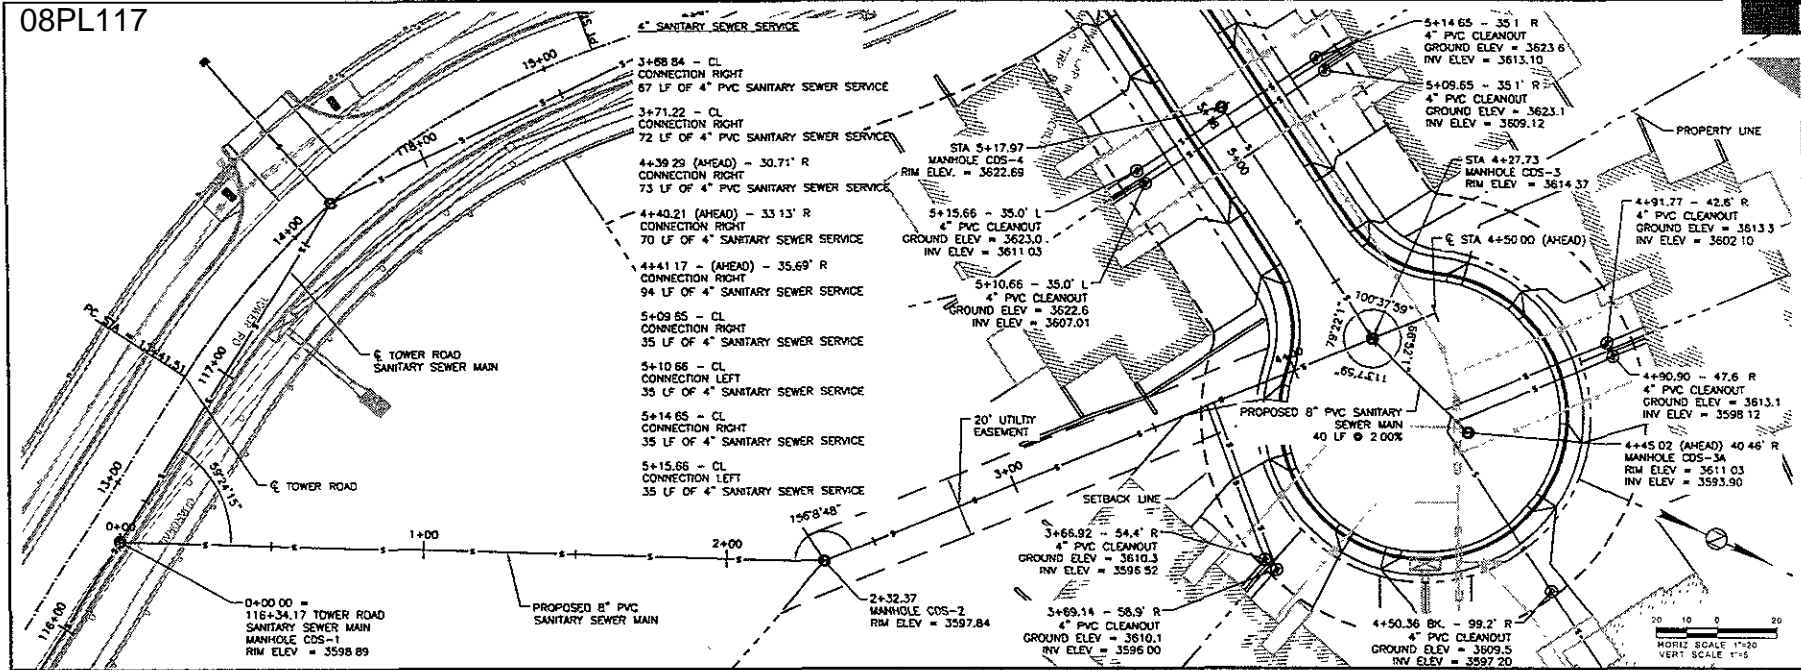 08PL117
4" SANITARY SEWER SERVICE
3+68 84 - CL
CONNECTION RIGHT
67 LF OF 4" PVC SANITARY SEWER SERVICE
3+71.22 - CL
CONNECTION RIGHT
72 LF OF 4" PVC SANITARY SEWER SERVICE
4+39 29 (AHEAD) - 30.71' R
CONNECTION RIGHT
73 LF OF 4" PVC SANITARY SEWER SERVICE
4+40.21 (AHEAD) - 33 13' R
CONNECTION RIGHT
70 LF OF 4" SANITARY SEWER SERVICE
4+41 17 - (AHEAD) - 35.69' R
CONNECTION RIGHT
94 LF OF 4" SANITARY SEWER SERVICE
5+09 65 - CL
CONNECTION RIGHT
35 LF OF 4" SANITARY SEWER SERVICE
5+10 66 - CL
CONNECTION LEFT
35 LF OF 4" SANITARY SEWER SERVICE
5+14 65 - CL
CONNECTION RIGHT
35 LF OF 4" SANITARY SEWER SERVICE
5+15.66 - CL
CONNECTION LEFT
35 LF OF 4" SANITARY SEWER SERVICE
15+00
118+00
14+00
117+00
13+00
116+00
TOWER ROAD
SANITARY SEWER MAIN
TOWER ROAD
59°24'15"
0+00
1+00
2+00
3+00
5+00
0+00 00 =
116+34.17 TOWER ROAD
SANITARY SEWER MAIN
MANHOLE CDS-1
RIM ELEV = 3598 89
PROPOSED 8" PVC
SANITARY SEWER MAIN
156°8'48"
2+32.37
MANHOLE CDS-2
RIM ELEV = 3597.84
20' UTILITY
EASEMENT
STA 5+17.97
MANHOLE CDS-4
RIM ELEV. = 3622.69
5+15.66 - 35.0' L
4" PVC CLEANOUT
GROUND ELEV = 3623.0
INV ELEV = 3611 03
5+10.66 - 35.0' L
4" PVC CLEANOUT
GROUND ELEV = 3622.6
INV ELEV = 3607.01
5+14 65 - 35 1 R
4" PVC CLEANOUT
GROUND ELEV = 3623 6
INV ELEV = 3613.10
5+09.65 - 35 1' R
4" PVC CLEANOUT
GROUND ELEV = 3623.1
INV ELEV = 3609.12
PROPERTY LINE
STA 4+27.73
MANHOLE CDS-3
RIM ELEV = 3614 37
STA 4+50 00 (AHEAD)
4+91.77 - 42.6' R
4" PVC CLEANOUT
GROUND ELEV = 3613 3
INV ELEV = 3602 10
100°37'59"
79°22'1"
66°52'1"
113°7'59"
PROPOSED 8" PVC SANITARY
SEWER MAIN
40 LF @ 2 00%
4+90.90 - 47.6 R
4" PVC CLEANOUT
GROUND ELEV = 3613.1
INV ELEV = 3598 12
4+45 02 (AHEAD) 40 46' R
MANHOLE CDS-3A
RIM ELEV = 3611 03
INV ELEV = 3593.90
SETBACK LINE
3+66.92 - 54.4' R
4" PVC CLEANOUT
GROUND ELEV = 3610.3
INV ELEV = 3596 52
3+69.14 - 58.9' R
4" PVC CLEANOUT
GROUND ELEV = 3610.1
INV ELEV = 3596 00
4+50.36 BK. - 99.2' R
4" PVC CLEANOUT
GROUND ELEV = 3609.5
INV ELEV = 3597 20
20 10 0 20
HORIZ SCALE 1"=20
VERT SCALE 1"=5